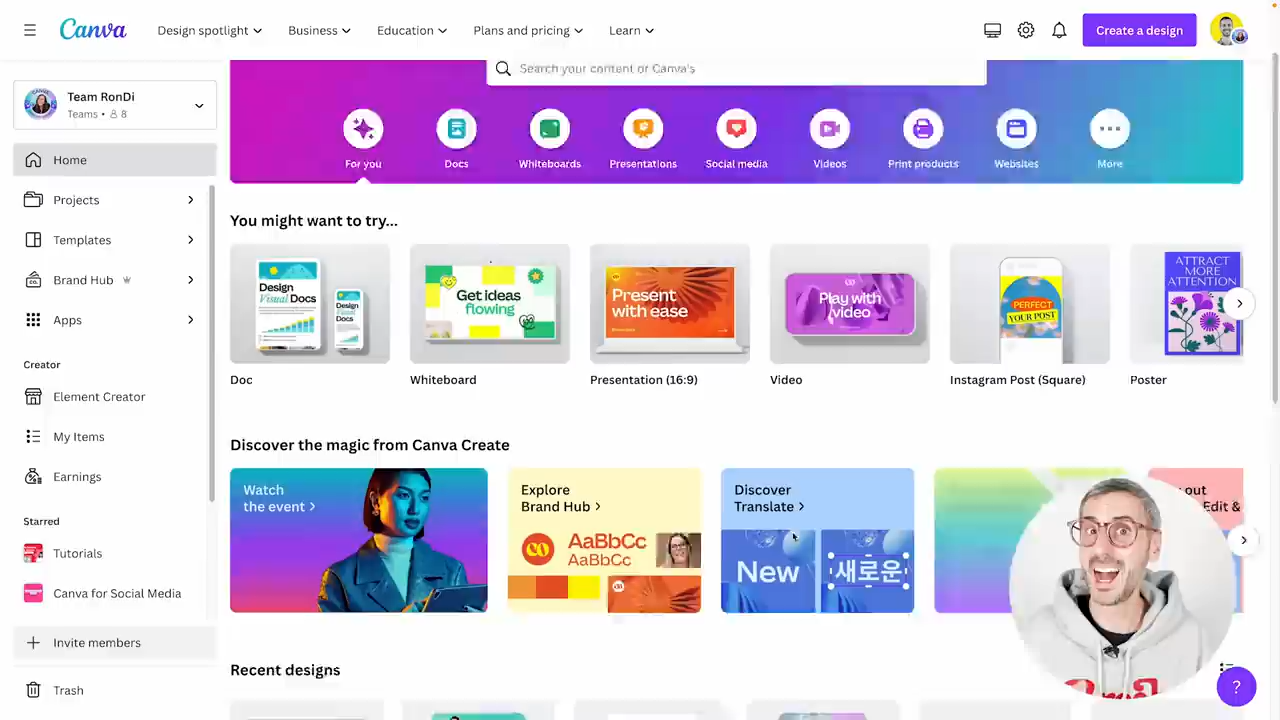 Canva
Design spotlight
Business
Education
Plans and pricing
Learn
Create a design
Team RonDi
Teams • 8
Home
Projects
Templates
Brand Hub
Apps
Creator
Element Creator
My Items
Earnings
Starred
Tutorials
Canva for Social Media
Invite members
Trash
Search your content or Canva's
For you
Docs
Whiteboards
Presentations
Social media
Videos
Print products
Websites
More
You might want to try...
Design
Visual Docs
Design
Visual
Docs
Get ideas
flowing
Present
with ease
Play with
video
PERFECT
YOUR POST
ATTRACT
MORE
ATTENTION
Doc
Whiteboard
Presentation (16:9)
Video
Instagram Post (Square)
Poster
Discover the magic from Canva Create
Watch
the event >
Explore
Brand Hub >
AaBbCc
AaBbCc
Discover
Translate >
New
새로운
out
Edit &
Recent designs
?